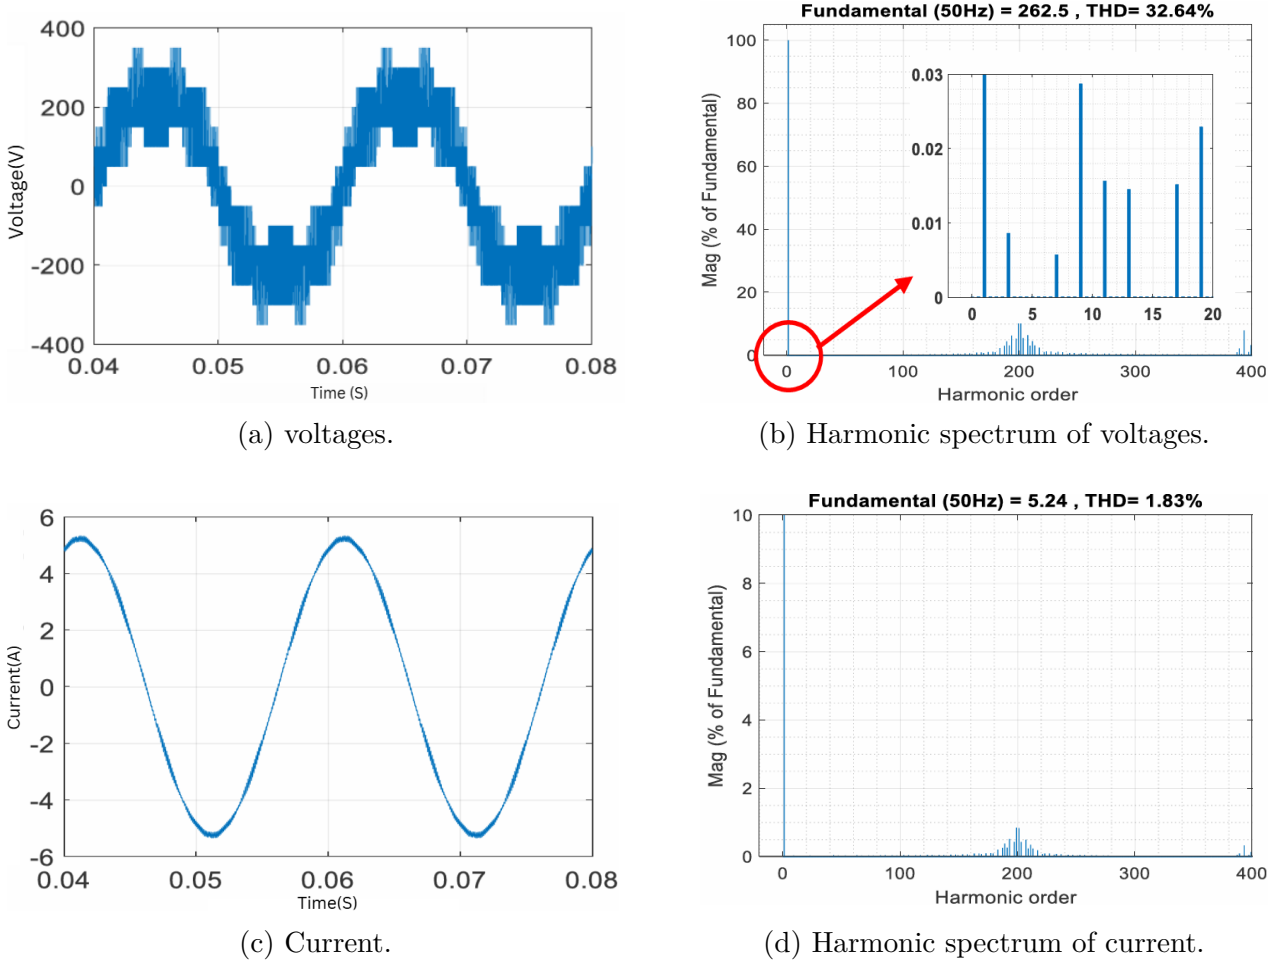 400
200
0
-200
-400
0.04 0.05 0.06 0.07 0.08
Voltage(V)
Time (S)
(a) voltages.
Fundamental (50Hz) = 262.5 , THD= 32.64%
100
80
60
40
20
0
0 100 200 300 400
Mag (% of Fundamental)
Harmonic order
0.03
0.02
0.01
0
0 5 10 15 20
(b) Harmonic spectrum of voltages.
6
4
2
0
-2
-4
-6
0.04 0.05 0.06 0.07 0.08
Current(A)
Time(S)
(c) Current.
Fundamental (50Hz) = 5.24 , THD= 1.83%
10
8
6
4
2
0
0 100 200 300 400
Mag (% of Fundamental)
Harmonic order
(d) Harmonic spectrum of current.